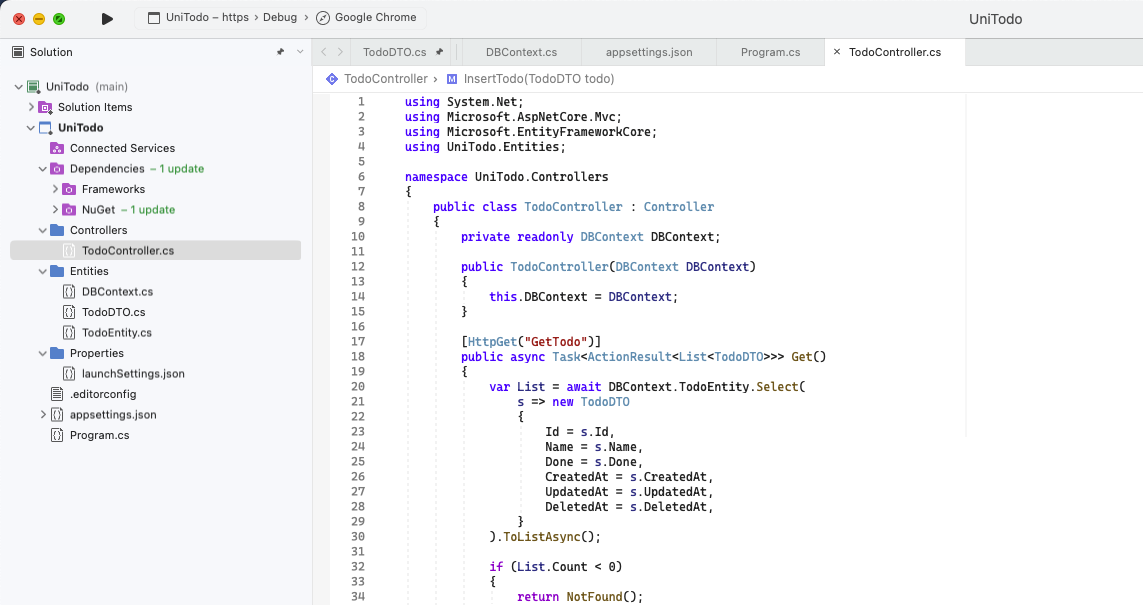 UniTodo – https › Debug › Google Chrome
UniTodo
Solution
UniTodo (main)
Solution Items
UniTodo
Connected Services
Dependencies – 1 update
Frameworks
NuGet – 1 update
Controllers
TodoController.cs
Entities
DBContext.cs
TodoDTO.cs
TodoEntity.cs
Properties
launchSettings.json
.editorconfig
appsettings.json
Program.cs
TodoDTO.cs
DBContext.cs
appsettings.json
Program.cs
× TodoController.cs
C TodoController › M InsertTodo(TodoDTO todo)
1 using System.Net;
2 using Microsoft.AspNetCore.Mvc;
3 using Microsoft.EntityFrameworkCore;
4 using UniTodo.Entities;
5
6 namespace UniTodo.Controllers
7 {
8 public class TodoController : Controller
9 {
10 private readonly DBContext DBContext;
11
12 public TodoController(DBContext DBContext)
13 {
14 this.DBContext = DBContext;
15 }
16
17 [HttpGet("GetTodo")]
18 public async Task<ActionResult<List<TodoDTO>>> Get()
19 {
20 var List = await DBContext.TodoEntity.Select(
21 s => new TodoDTO
22 {
23 Id = s.Id,
24 Name = s.Name,
25 Done = s.Done,
26 CreatedAt = s.CreatedAt,
27 UpdatedAt = s.UpdatedAt,
28 DeletedAt = s.DeletedAt,
29 }
30 ).ToListAsync();
31
32 if (List.Count < 0)
33 {
34 return NotFound();